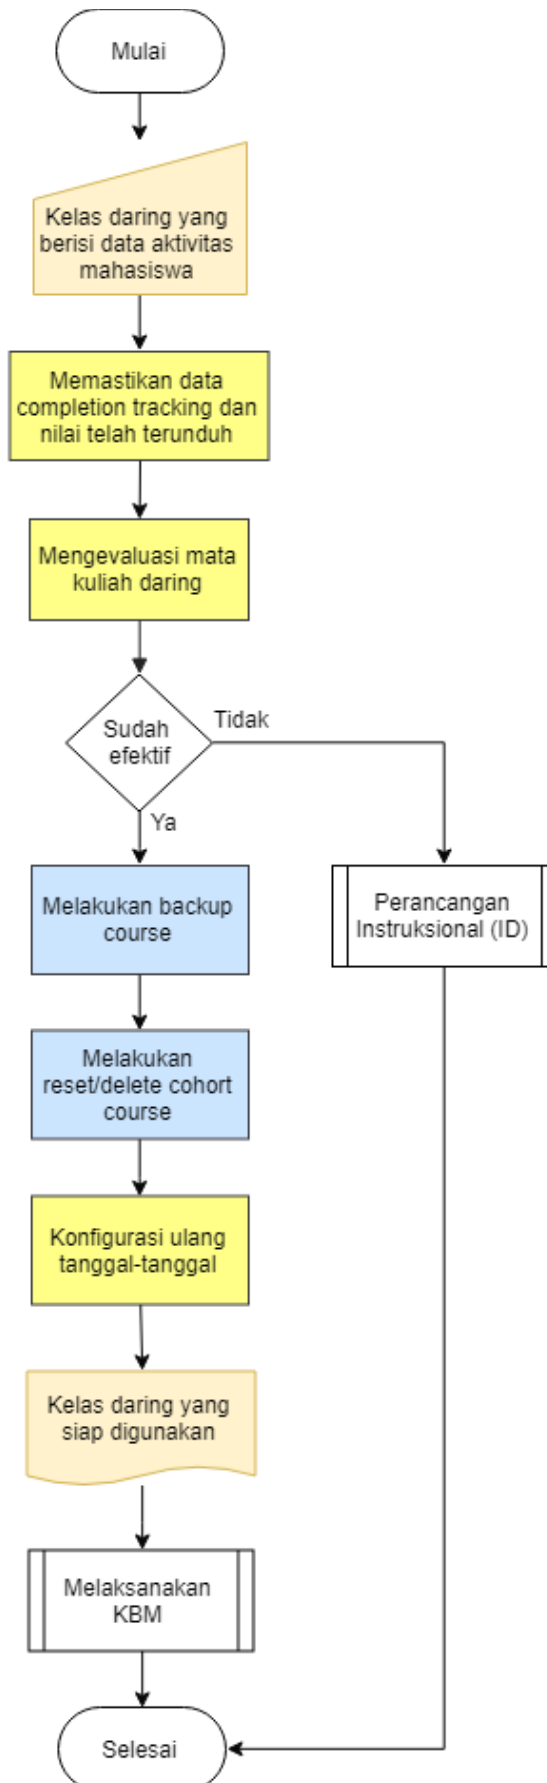 Mulai
Kelas daring yang
berisi data aktivitas
mahasiswa
Memastikan data
completion tracking dan
nilai telah terunduh
Mengevaluasi mata
kuliah daring
Sudah
efektif
Tidak
Ya
Melakukan backup
course
Perancangan
Instruksional (ID)
Melakukan
reset/delete cohort
course
Konfigurasi ulang
tanggal-tanggal
Kelas daring yang
siap digunakan
Melaksanakan
KBM
Selesai